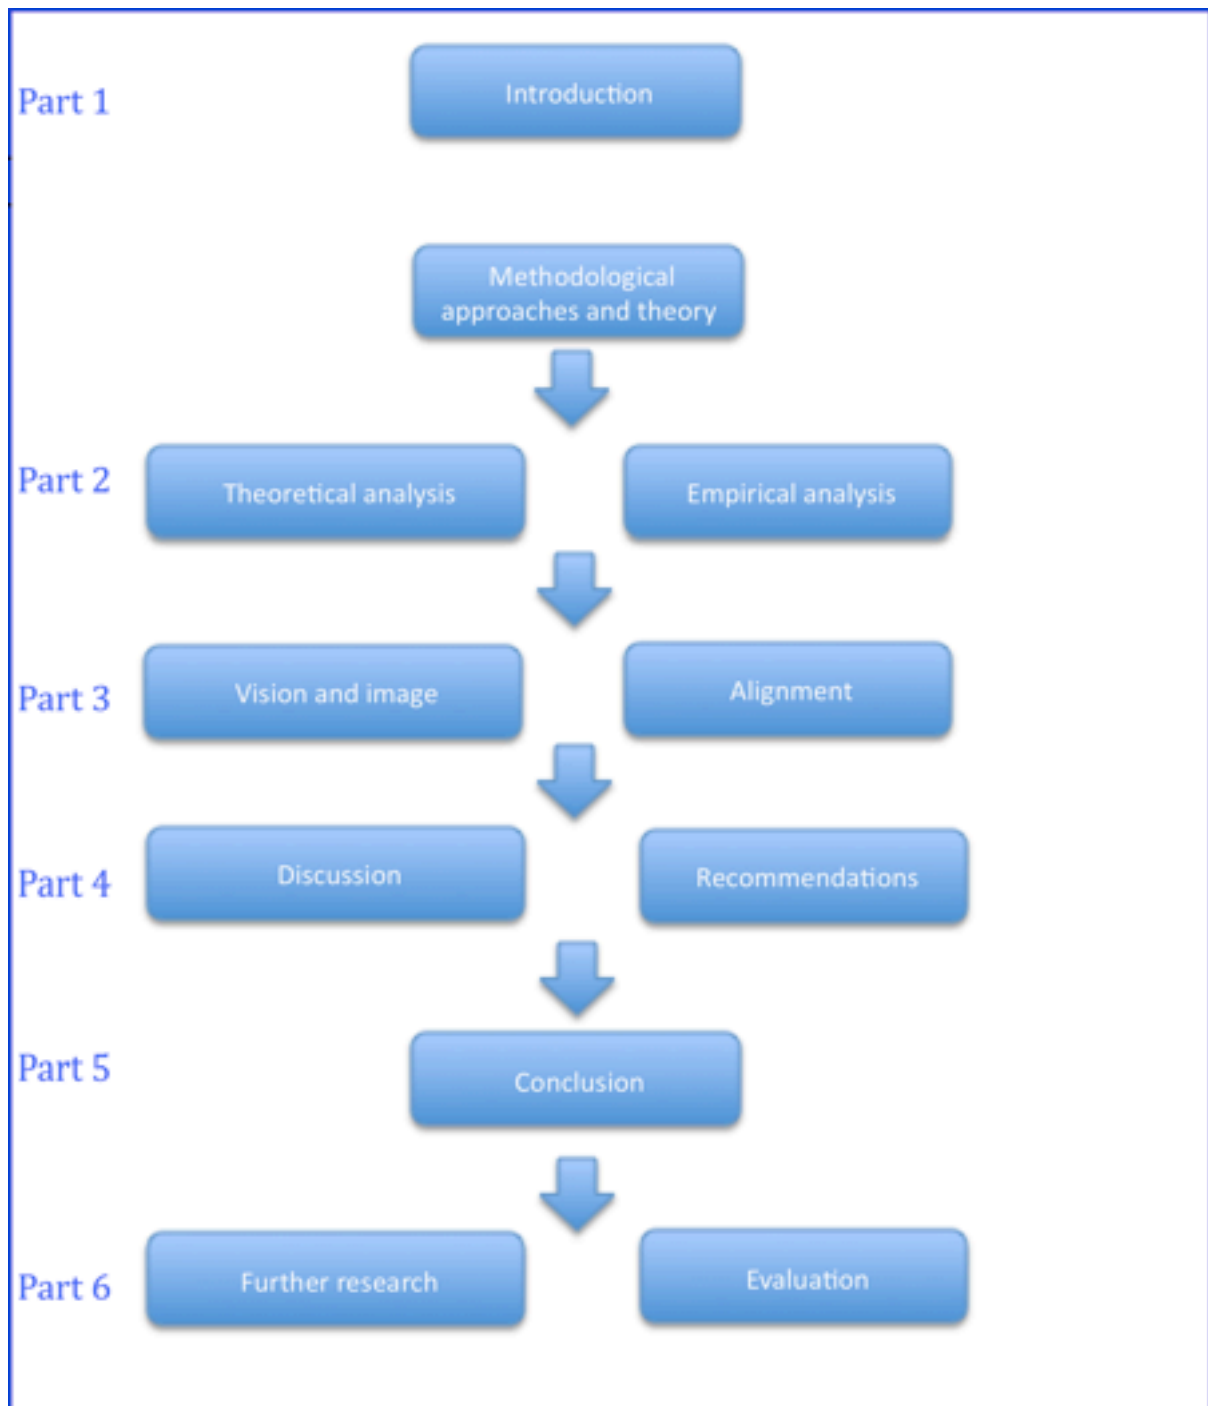 Part 1
Introduction
Methodological
approaches and theory
Part 2
Theoretical analysis
Empirical analysis
Part 3
Vision and image
Alignment
Part 4
Discussion
Recommendations
Part 5
Conclusion
Part 6
Further research
Evaluation